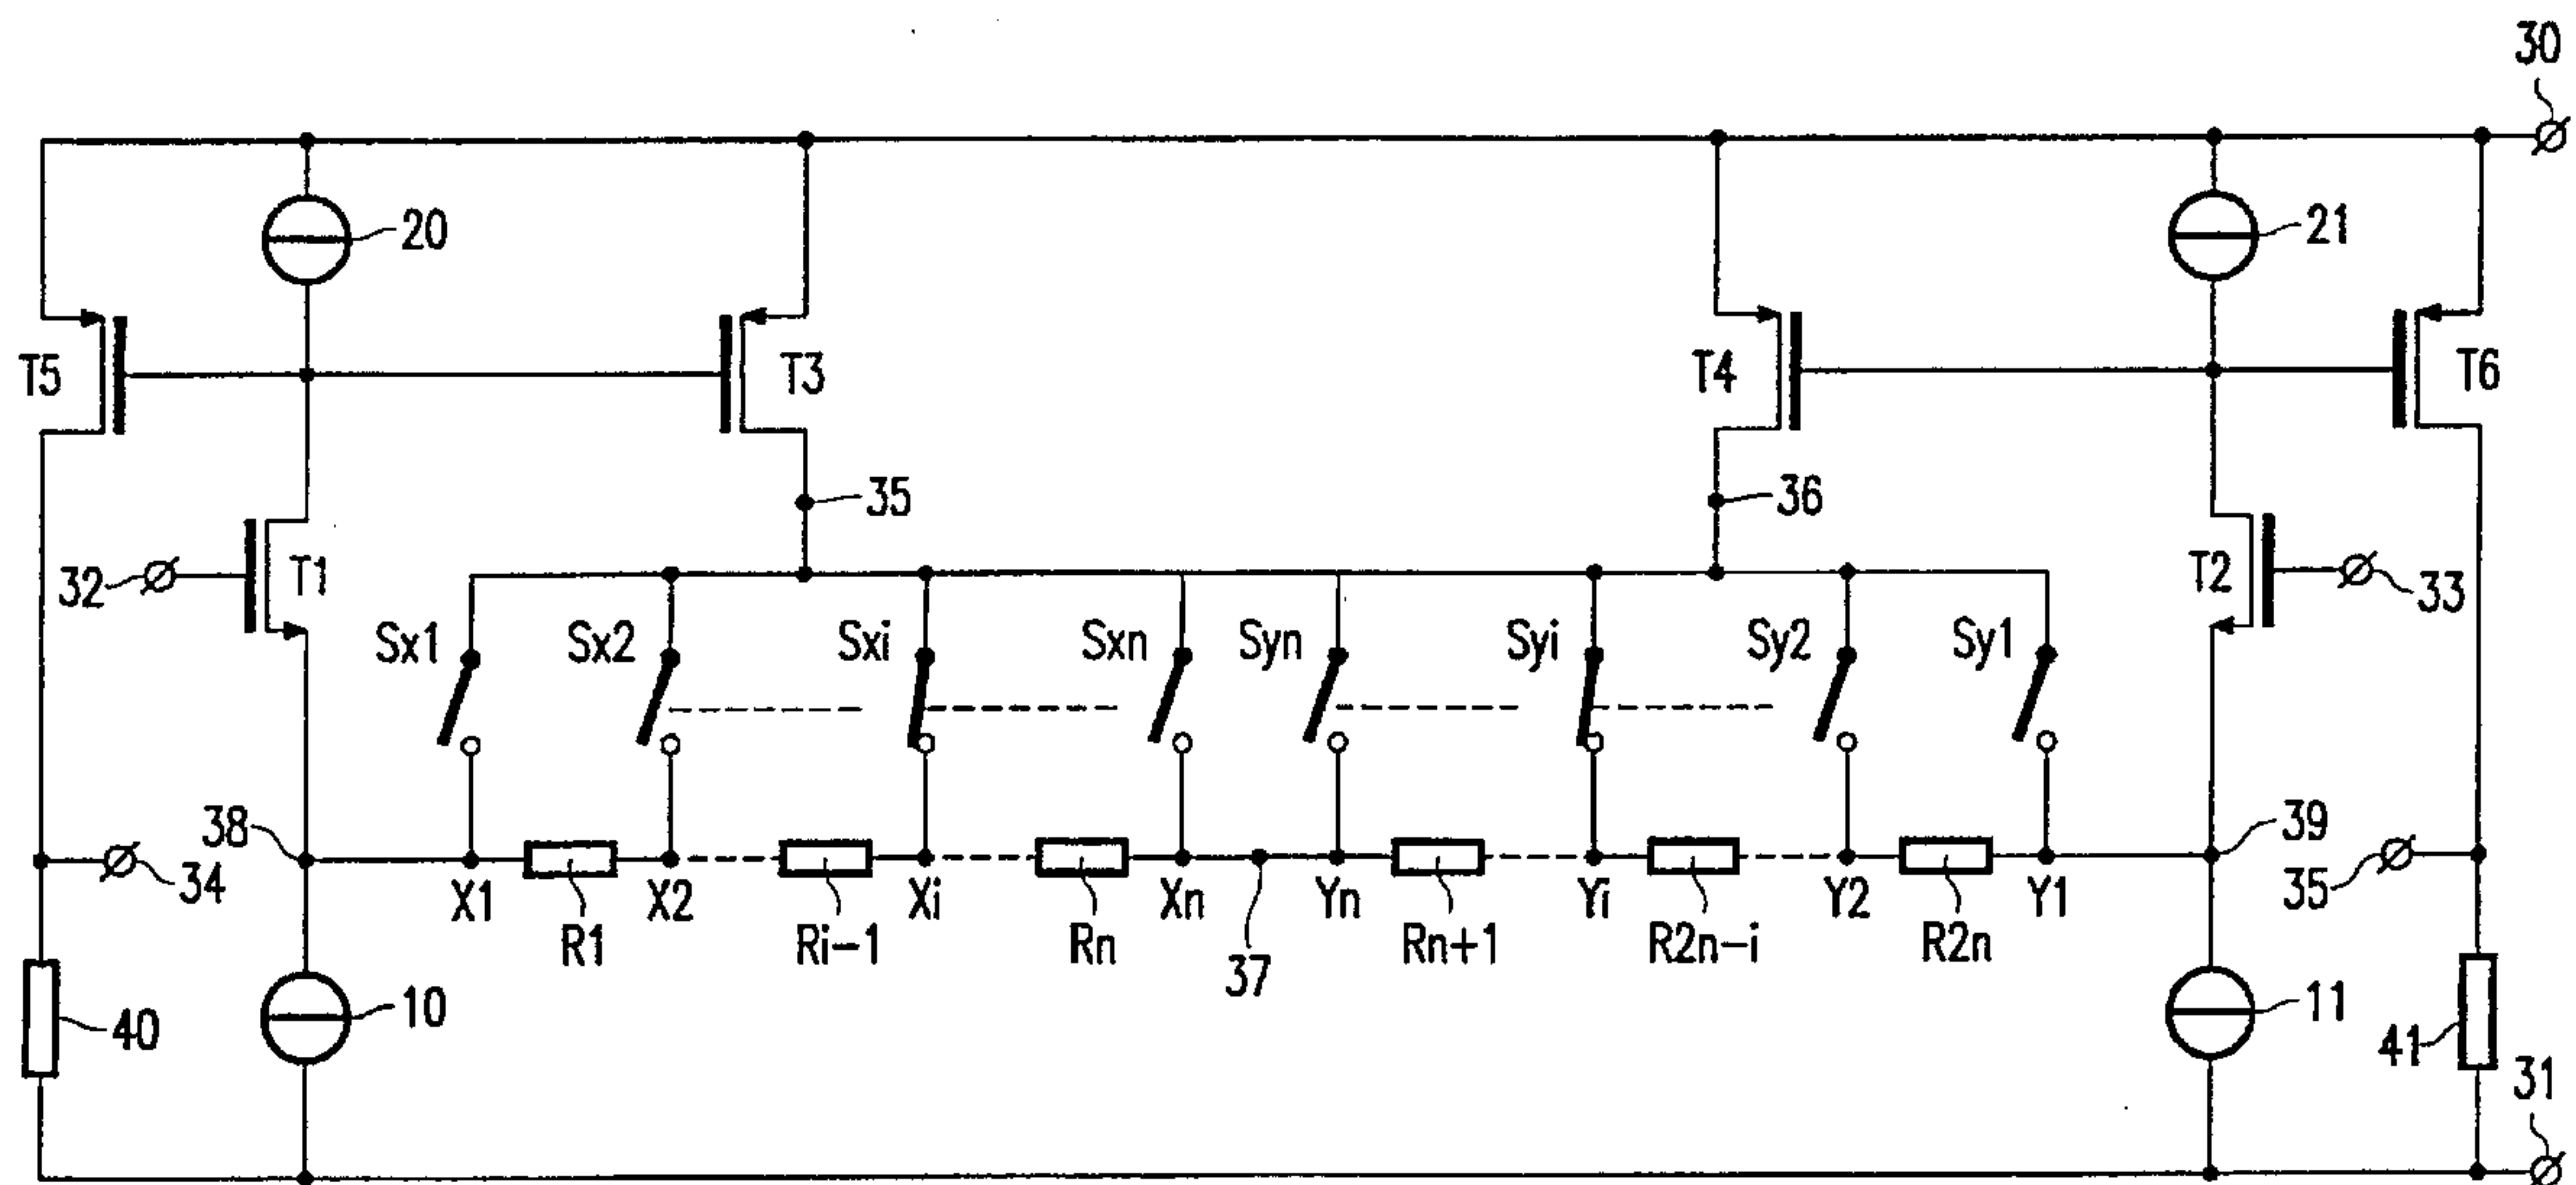 30
20
21
T5
T3
T4
T6
35
36
32
T1
T2
33
Sx1
Sx2
Sxi
Sxn
Syn
Syi
Sy2
Sy1
38
39
34
X1
X2
Xi
Xn
Yn
Yi
Y2
Y1
35
R1
Ri-1
Rn
37
Rn+1
R2n-i
R2n
40
10
11
41
31